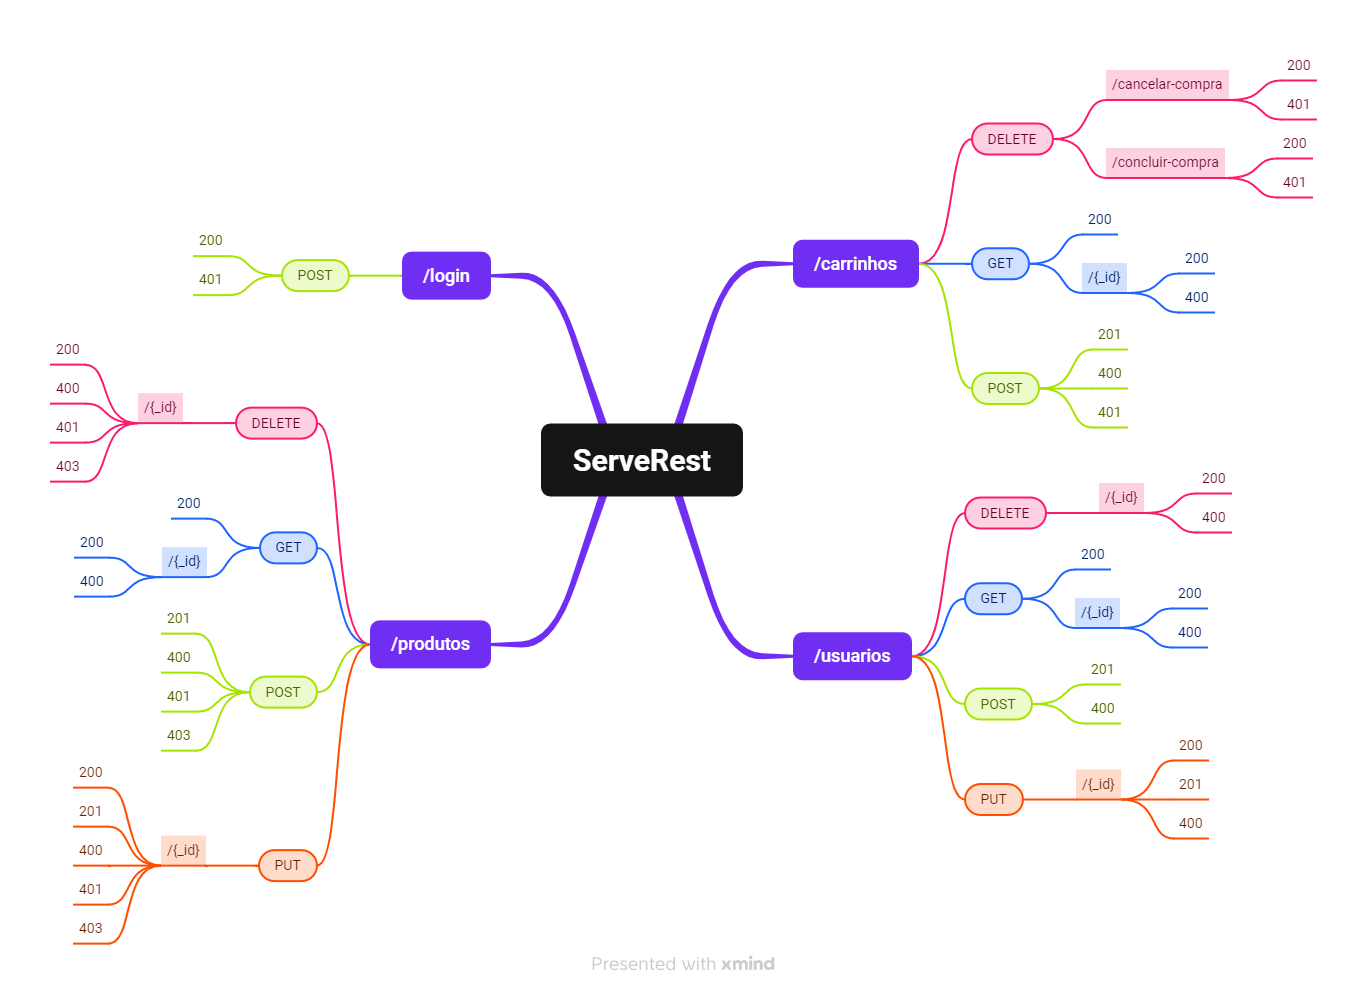 ServeRest
/login
POST
200
401
/produtos
DELETE
/{_id}
200
400
401
403
GET
200
/{_id}
200
400
POST
201
400
401
403
PUT
/{_id}
200
201
400
401
403
/carrinhos
DELETE
/cancelar-compra
200
401
/concluir-compra
200
401
GET
200
/{_id}
200
400
POST
201
400
401
/usuarios
DELETE
/{_id}
200
400
GET
200
/{_id}
200
400
POST
201
400
PUT
/{_id}
200
201
400
Presented with xmind